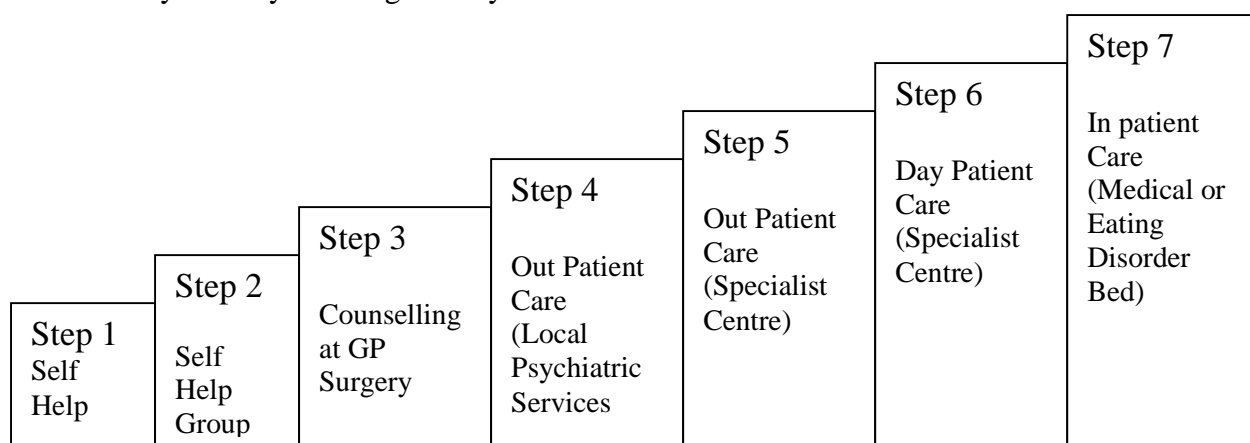 Step 1
Self
Help
Step 2
Self
Help
Group
Step 3
Counselling
at GP
Surgery
Step 4
Out Patient
Care
(Local
Psychiatric
Services
Step 5
Out Patient
Care
(Specialist
Centre)
Step 6
Day Patient
Care
(Specialist
Centre)
Step 7
In patient
Care
(Medical or
Eating
Disorder
Bed)